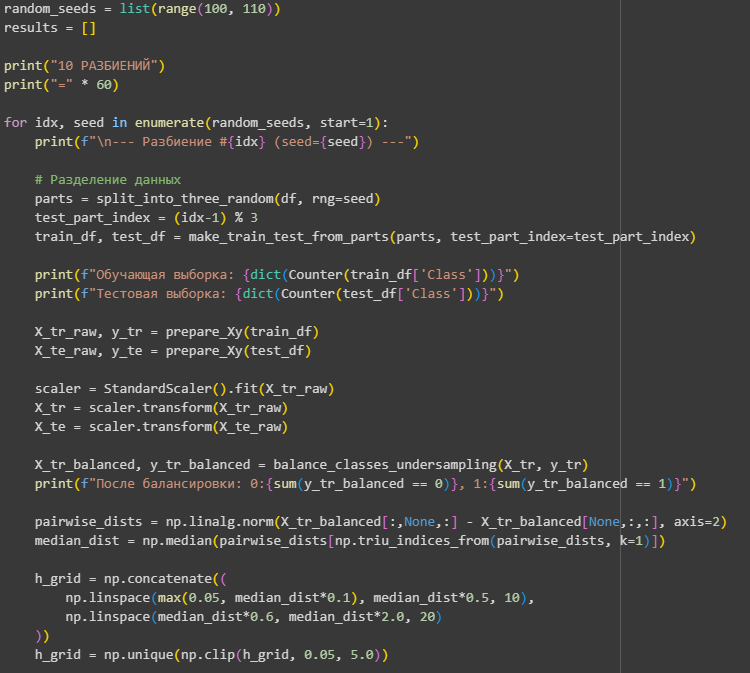 random_seeds = list(range(100, 110))
results = []
print("10 РАЗБИЕНИЙ")
print("=" * 60)
for idx, seed in enumerate(random_seeds, start=1):
    print(f"\n--- Разбиение #{idx} (seed={seed}) ---")
    # Разделение данных
    parts = split_into_three_random(df, rng=seed)
    test_part_index = (idx-1) % 3
    train_df, test_df = make_train_test_from_parts(parts, test_part_index=test_part_index)
    print(f"Обучающая выборка: {dict(Counter(train_df['Class']))}")
    print(f"Тестовая выборка: {dict(Counter(test_df['Class']))}")
    X_tr_raw, y_tr = prepare_Xy(train_df)
    X_te_raw, y_te = prepare_Xy(test_df)
    scaler = StandardScaler().fit(X_tr_raw)
    X_tr = scaler.transform(X_tr_raw)
    X_te = scaler.transform(X_te_raw)
    X_tr_balanced, y_tr_balanced = balance_classes_undersampling(X_tr, y_tr)
    print(f"После балансировки: 0:{sum(y_tr_balanced == 0)}, 1:{sum(y_tr_balanced == 1)}")
    pairwise_dists = np.linalg.norm(X_tr_balanced[:,None,:] - X_tr_balanced[None,:,:], axis=2)
    median_dist = np.median(pairwise_dists[np.triu_indices_from(pairwise_dists, k=1)])
    h_grid = np.concatenate((
        np.linspace(max(0.05, median_dist*0.1), median_dist*0.5, 10),
        np.linspace(median_dist*0.6, median_dist*2.0, 20)
    ))
    h_grid = np.unique(np.clip(h_grid, 0.05, 5.0))